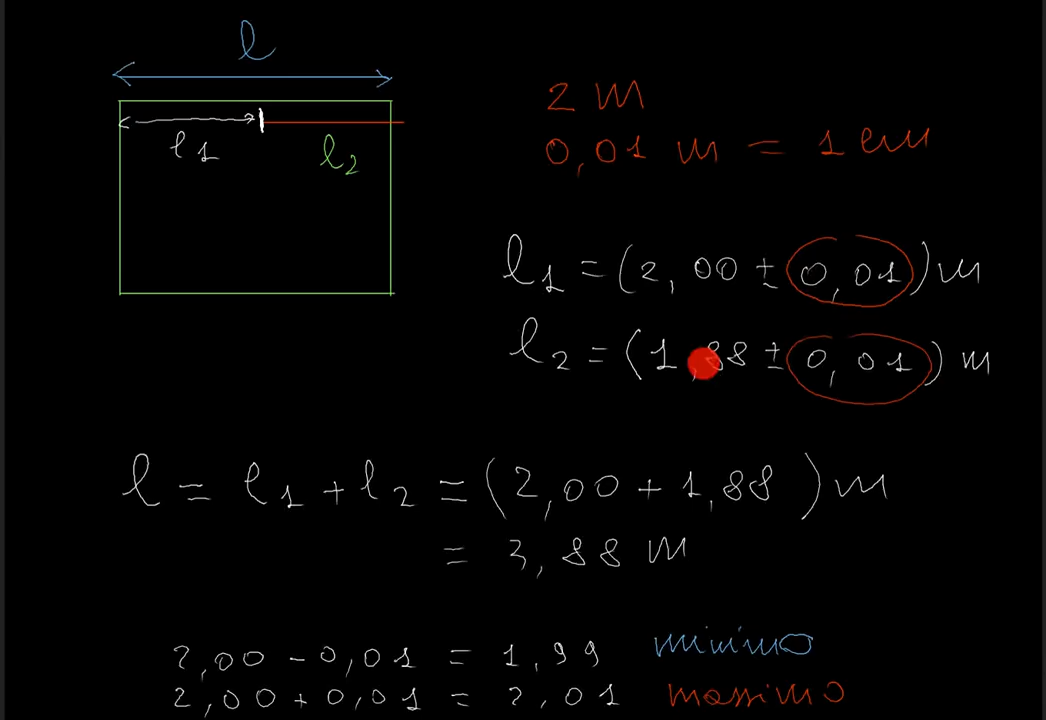 l
l1
l2
2 m
0,01 m = 1 cm
l1 = (2,00 ± 0,01) m
l2 = (1,88 ± 0,01) m
l = l1 + l2 = (2,00 + 1,88) m
= 3,88 m
2,00 - 0,01 = 1,99 minimo
2,00 + 0,01 = 2,01 massimo